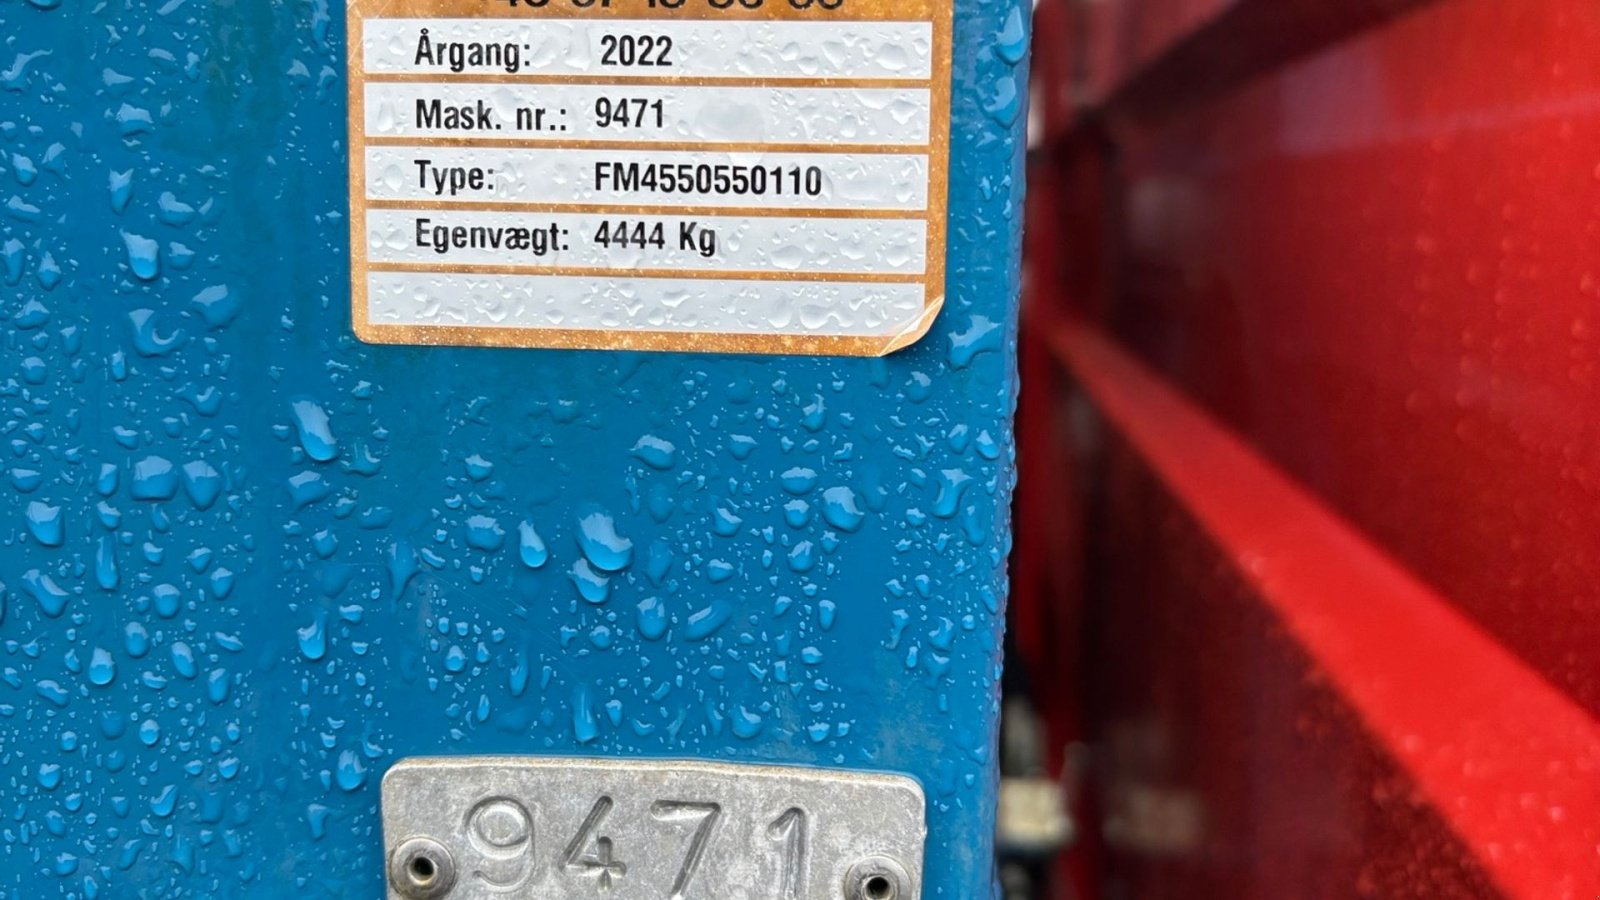 Årgang: 2022
Mask. nr.: 9471
Type: FM4550550110
Egenvægt: 4444 Kg
9471